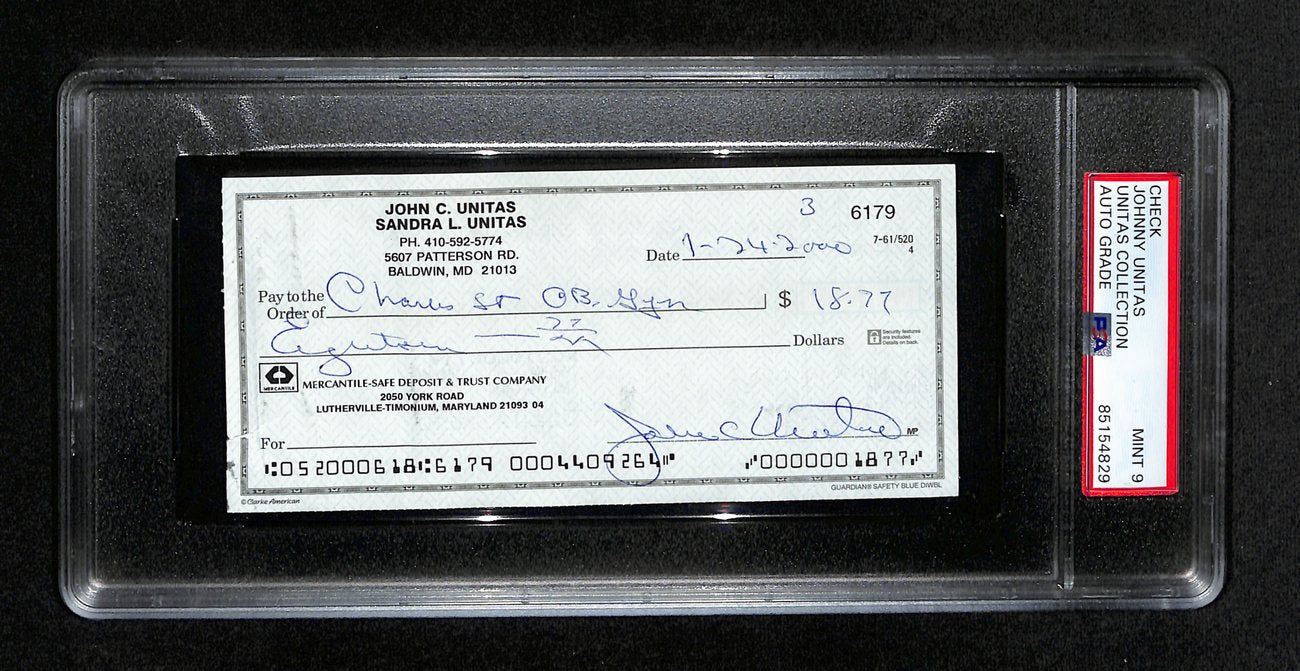 JOHN C. UNITAS
SANDRA L. UNITAS
PH. 410-592-5774
5607 PATTERSON RD.
BALDWIN, MD 21013
3 6179
7-61/520
4
Date 1-24-2000
Pay to the
Order of Charles St OB. Gyn $ 18.77
Eighteen 77/xx Dollars
Security features
are included.
Details on back.
MERCANTILE
MERCANTILE-SAFE DEPOSIT & TRUST COMPANY
2050 YORK ROAD
LUTHERVILLE-TIMONIUM, MARYLAND 21093 04
For John C Unitas MP
⑆052000618⑆6179 0004409264⑈ ⑇0000001877⑇
© Clarke American
GUARDIAN® SAFETY BLUE DIWBL
CHECK
JOHNNY UNITAS
UNITAS COLLECTION MINT 9
AUTO GRADE 85154829
PSA